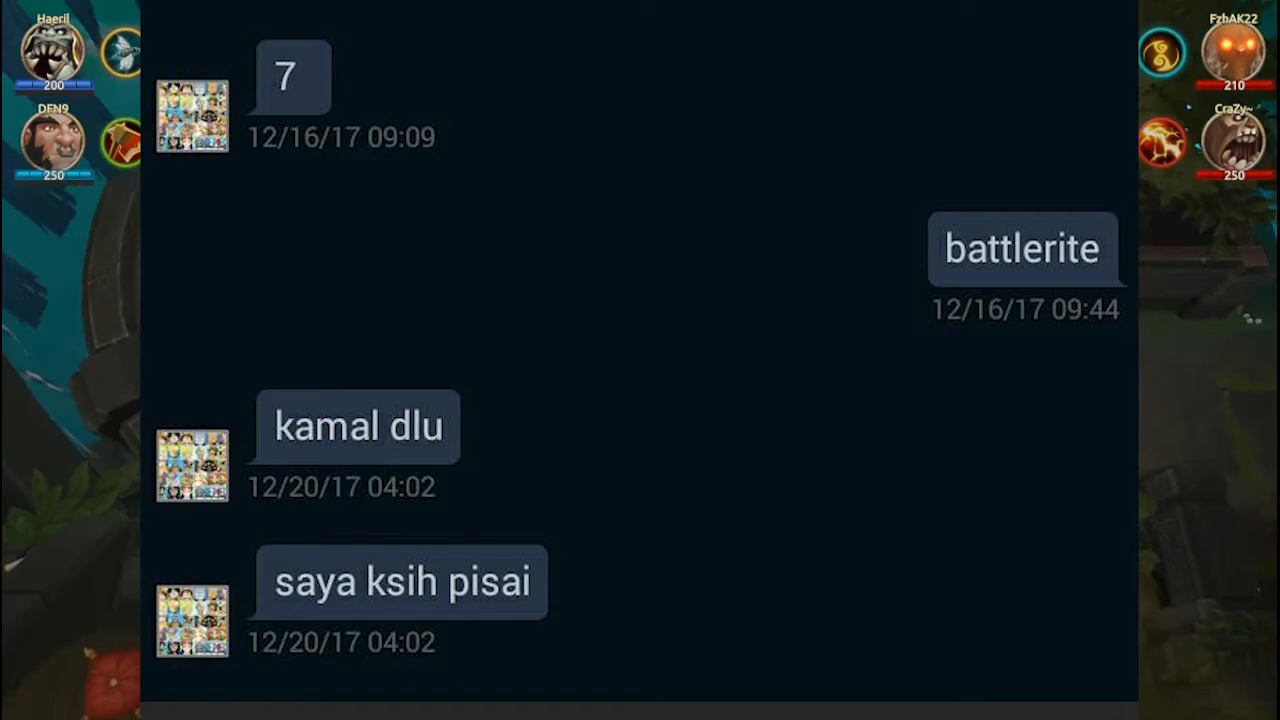 Haeril
200
DFN9
250
FzhAK22
210
CraZy~
250
7
12/16/17 09:09
battlerite
12/16/17 09:44
kamal dlu
12/20/17 04:02
saya ksih pisai
12/20/17 04:02